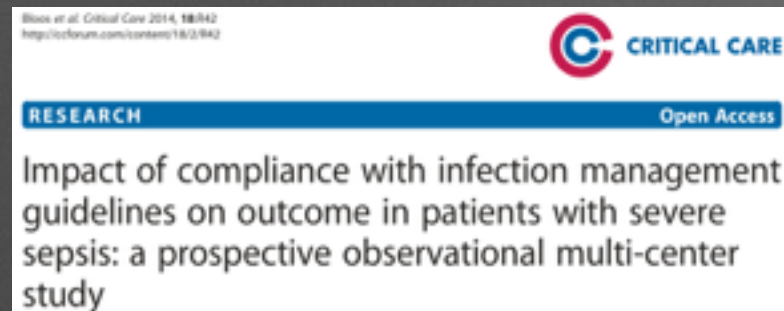 Bloos et al. Critical Care 2014, 18:R42
http://ccforum.com/content/18/2/R42
CRITICAL CARE
RESEARCH
Open Access
Impact of compliance with infection management
guidelines on outcome in patients with severe
sepsis: a prospective observational multi-center
study